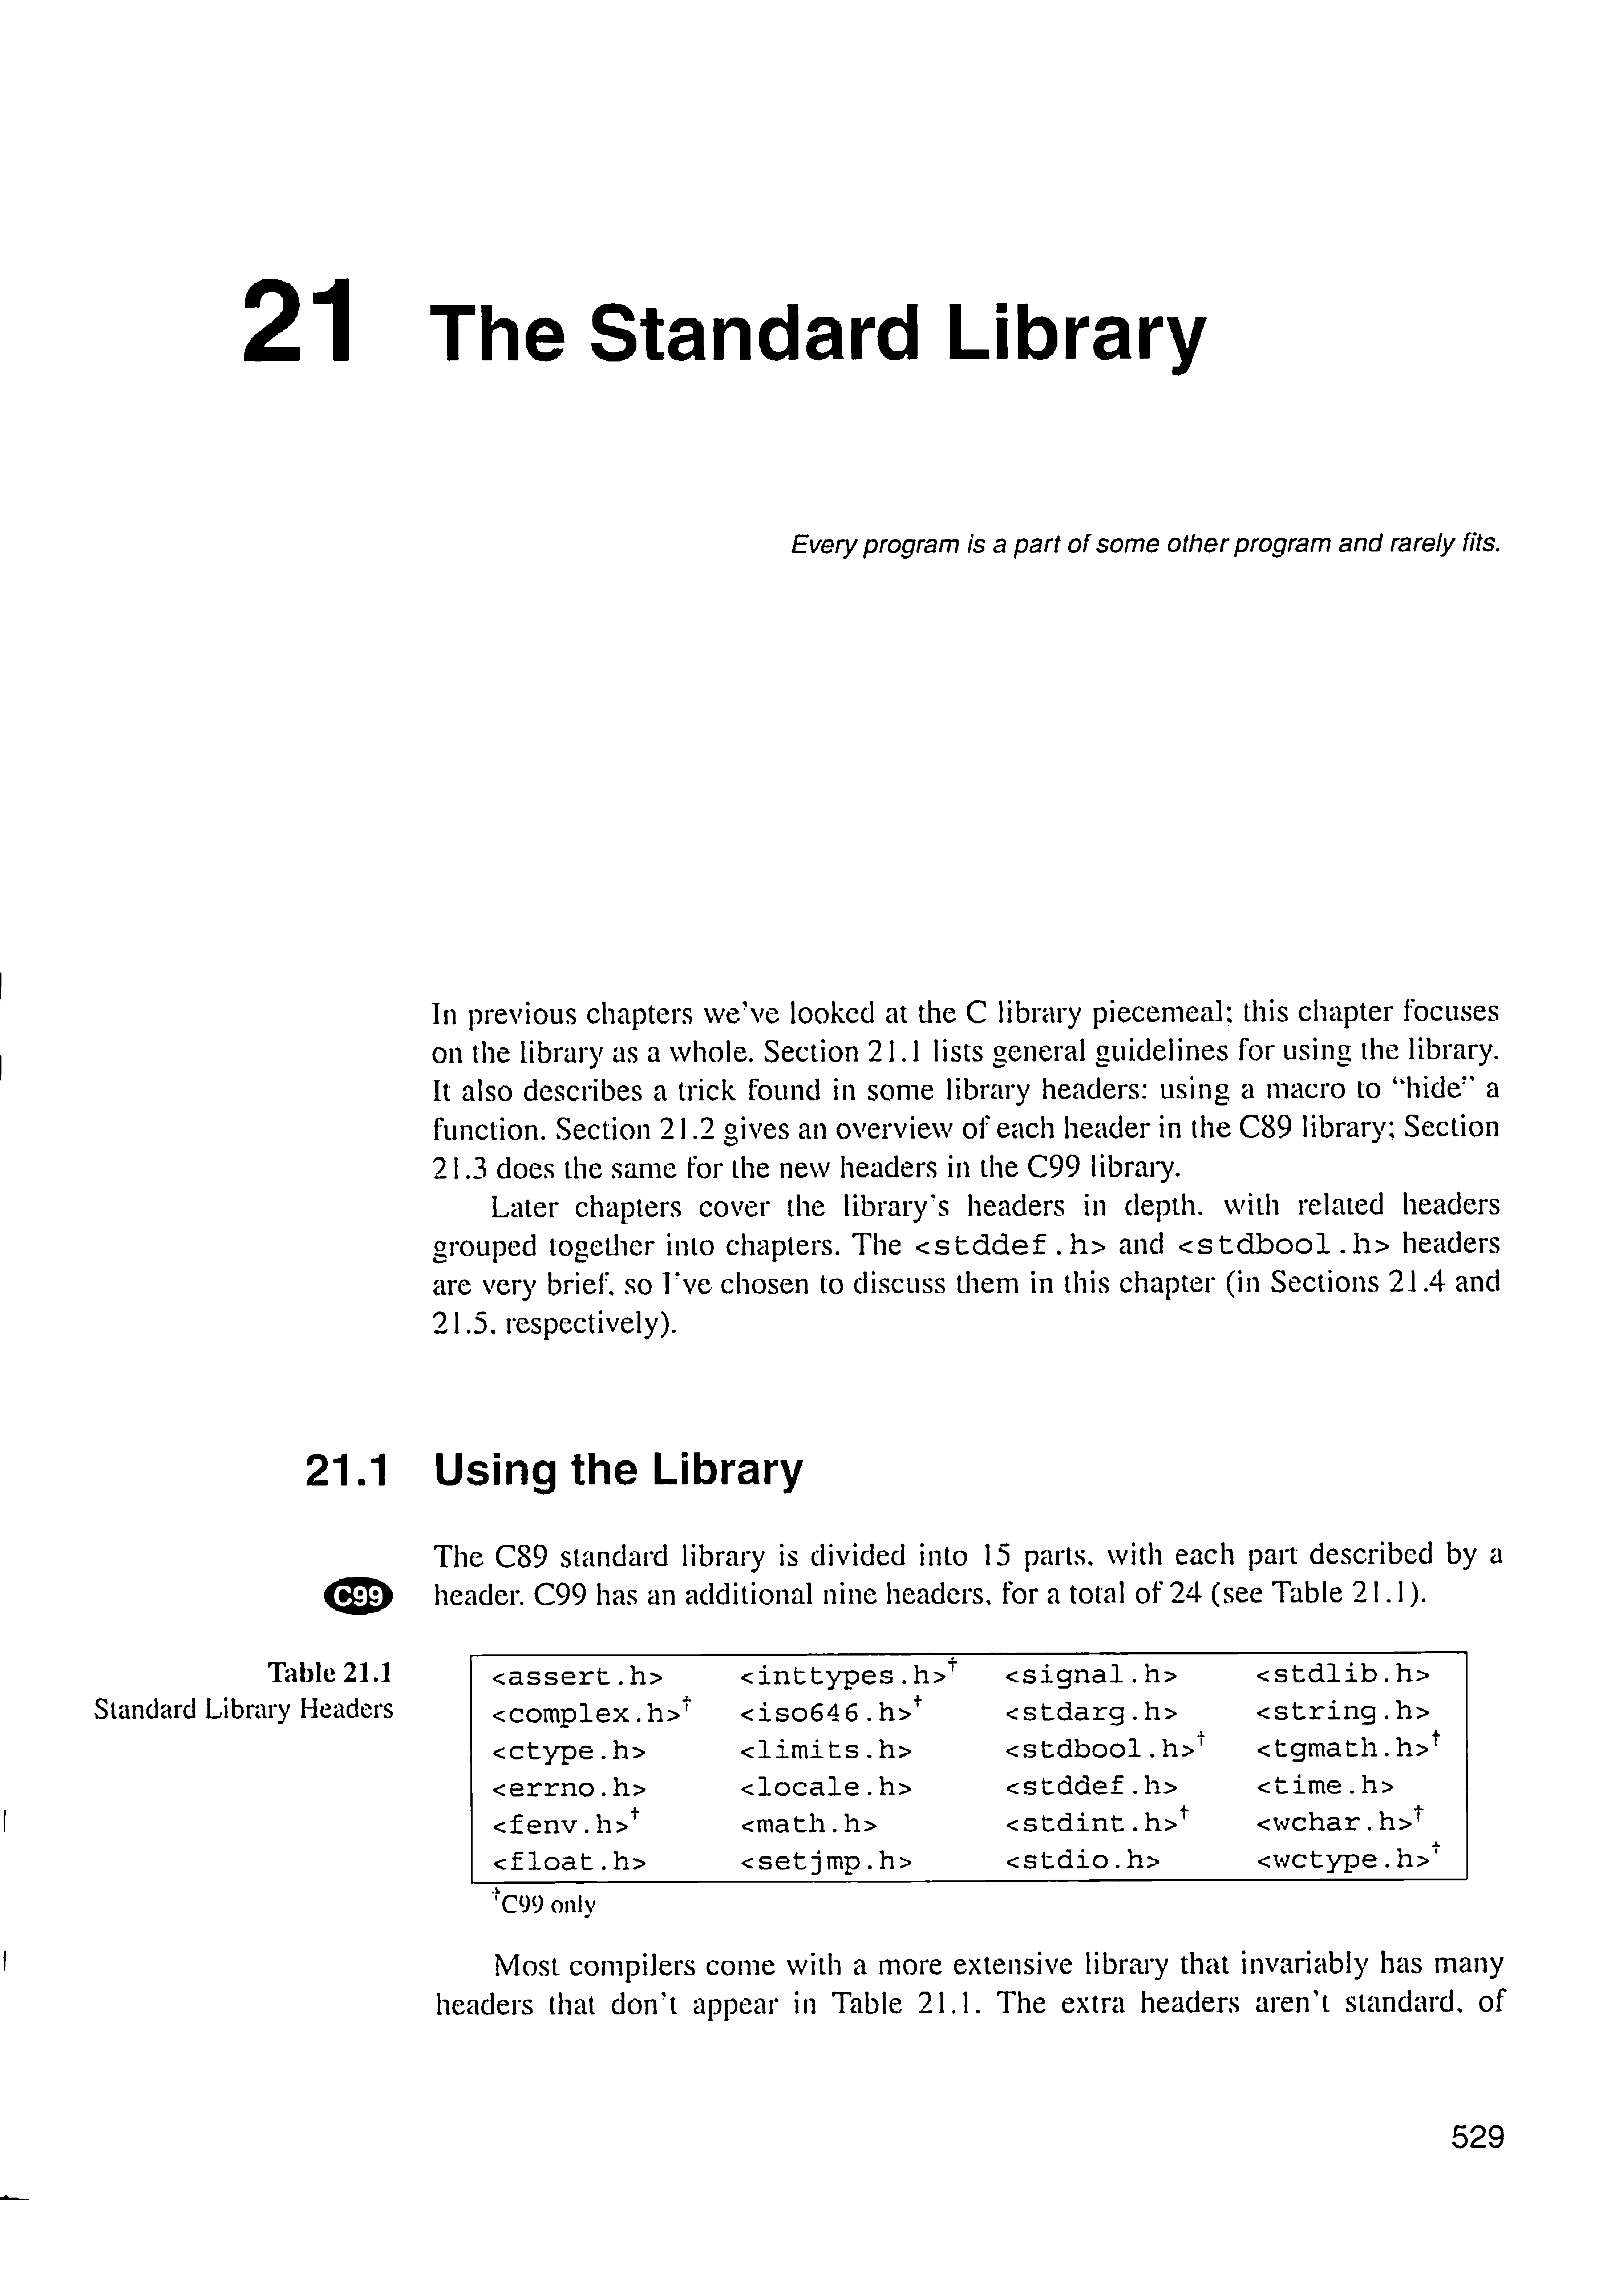 21 The Standard Library
Every program is a part of some other program and rarely fits.
In previous chapters we've looked at the C library piecemeal; this chapter focuses
on the library as a whole. Section 21.1 lists general guidelines for using the library.
It also describes a trick found in some library headers: using a macro to “hide” a
function. Section 21.2 gives an overview of each header in the C89 library; Section
21.3 does the same for the new headers in the C99 library.
Later chapters cover the library's headers in depth, with related headers
grouped together into chapters. The <stddef.h> and <stdbool.h> headers
are very brief, so I've chosen to discuss them in this chapter (in Sections 21.4 and
21.5, respectively).
21.1 Using the Library
The C89 standard library is divided into 15 parts, with each part described by a
C99 header. C99 has an additional nine headers, for a total of 24 (see Table 21.1).
Table 21.1
Standard Library Headers
<assert.h> <inttypes.h>† <signal.h> <stdlib.h>
<complex.h>† <iso646.h>† <stdarg.h> <string.h>
<ctype.h> <limits.h> <stdbool.h>† <tgmath.h>†
<errno.h> <locale.h> <stddef.h> <time.h>
<fenv.h>† <math.h> <stdint.h>† <wchar.h>†
<float.h> <setjmp.h> <stdio.h> <wctype.h>†
†C99 only
Most compilers come with a more extensive library that invariably has many
headers that don't appear in Table 21.1. The extra headers aren't standard, of
529